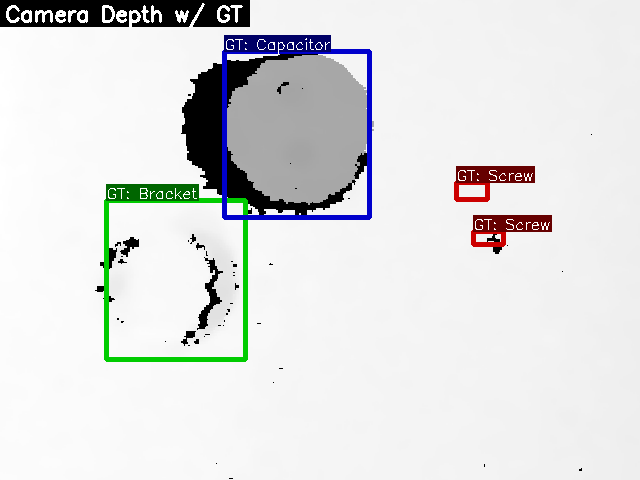 Camera Depth w/ GT
GT: Capacitor
GT: Screw
GT: Bracket
GT: Screw